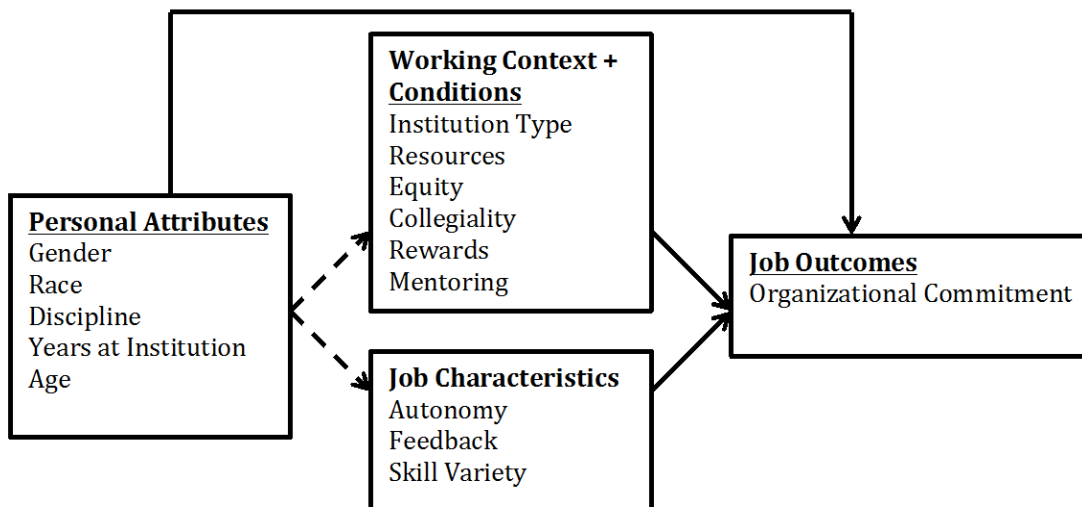 Working Context +
Conditions
Institution Type
Resources
Equity
Collegiality
Rewards
Mentoring
Personal Attributes
Gender
Race
Discipline
Years at Institution
Age
Job Outcomes
Organizational Commitment
Job Characteristics
Autonomy
Feedback
Skill Variety